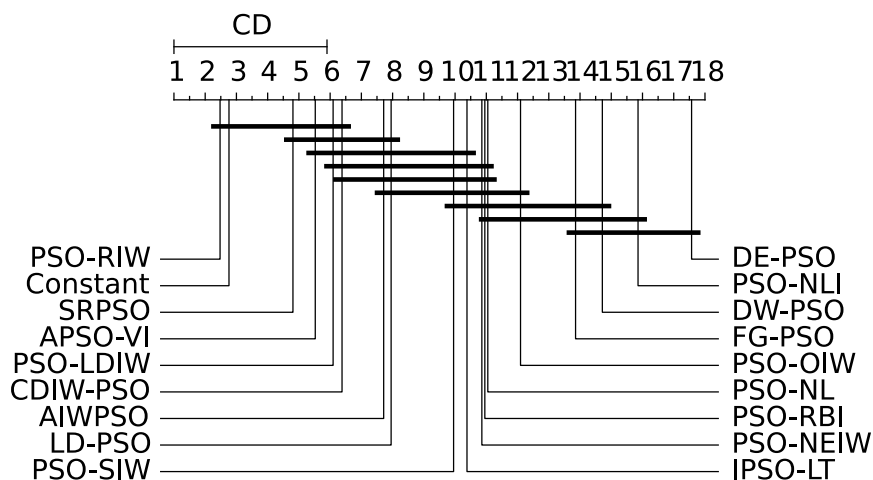 CD
1 2 3 4 5 6 7 8 9 10 11 12 13 14 15 16 17 18
PSO-RIW DE-PSO
Constant PSO-NLI
SRPSO DW-PSO
APSO-VI FG-PSO
PSO-LDIW PSO-OIW
CDIW-PSO PSO-NL
AIWPSO PSO-RBI
LD-PSO PSO-NEIW
PSO-SIW IPSO-LT